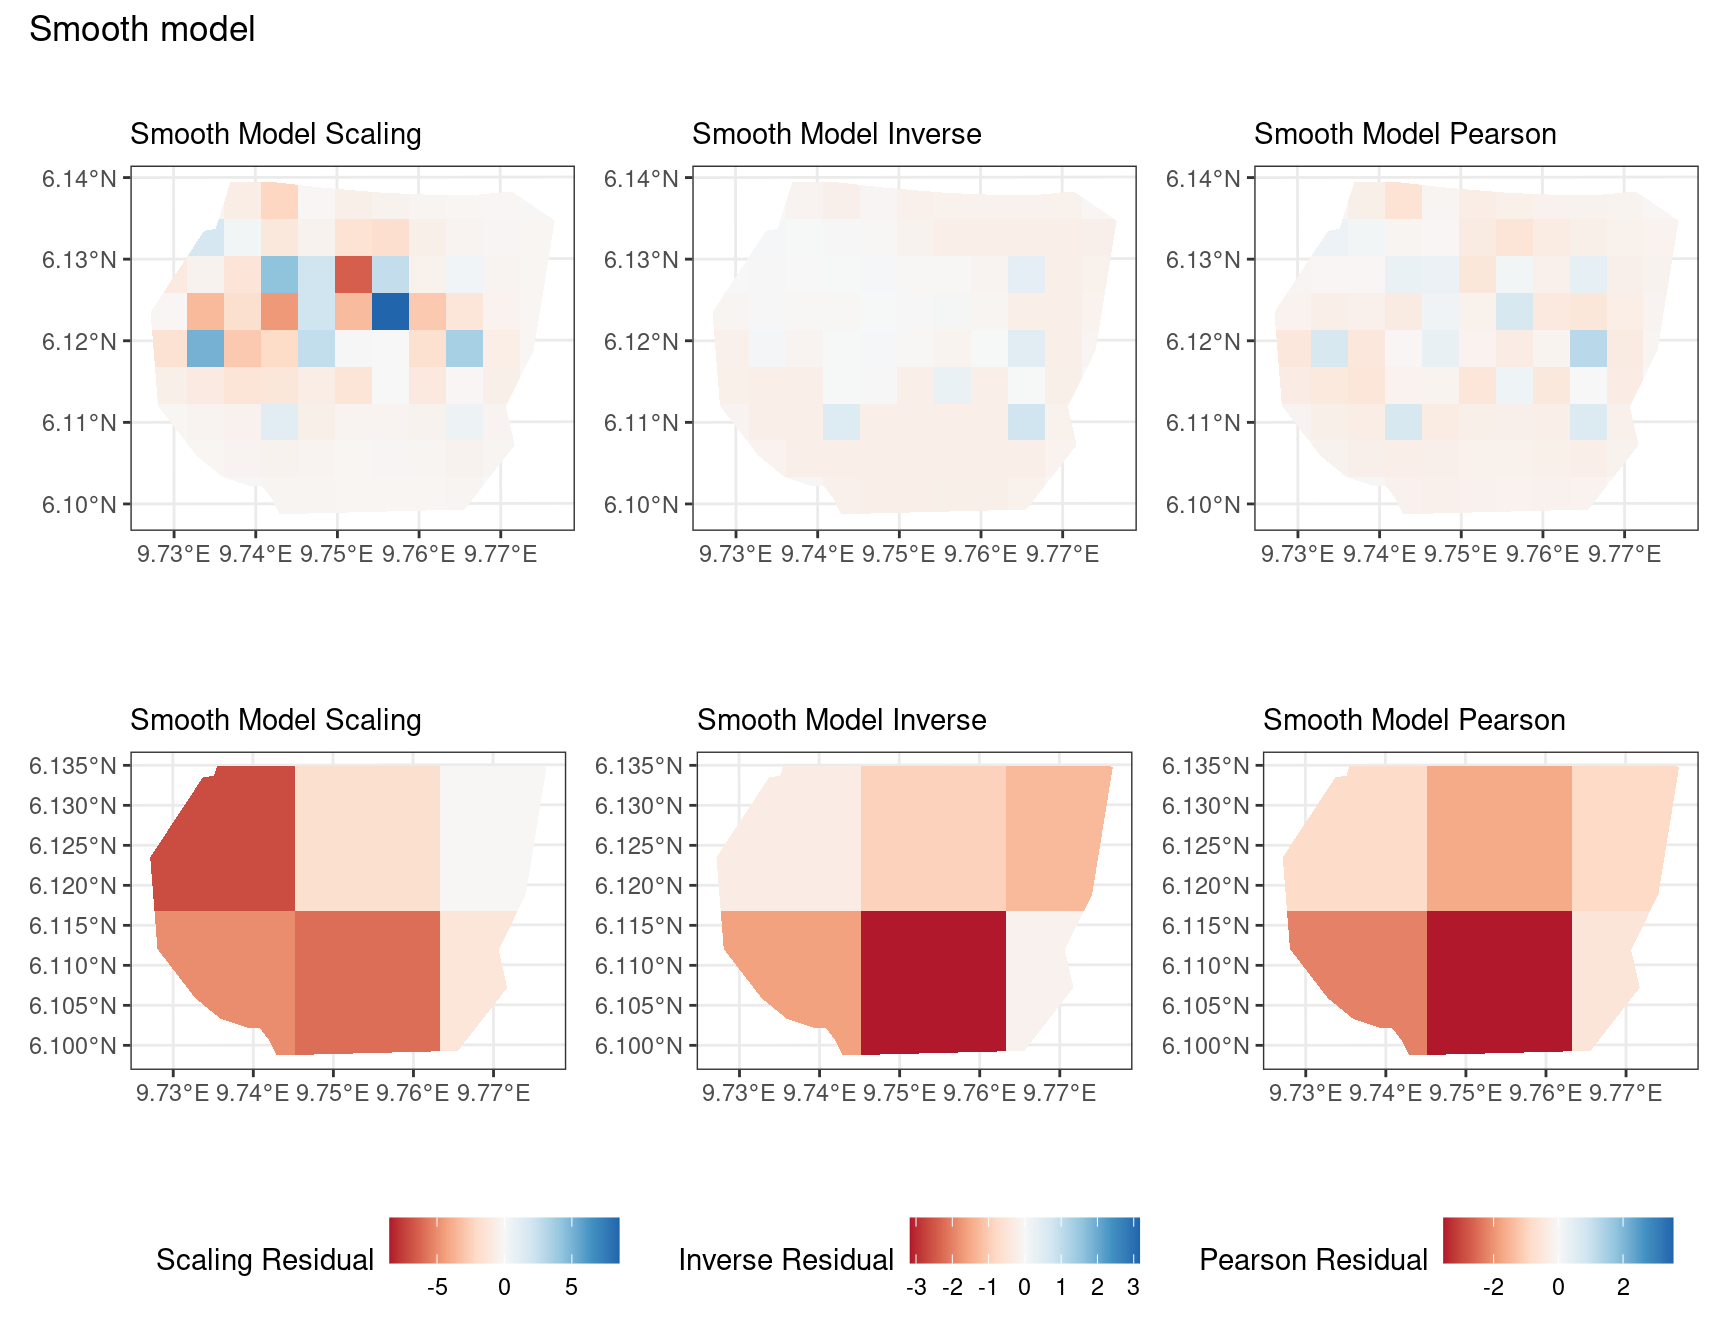 Smooth model
Smooth Model Scaling
Smooth Model Inverse
Smooth Model Pearson
6.14°N
6.13°N
6.12°N
6.11°N
6.10°N
9.73°E 9.74°E 9.75°E 9.76°E 9.77°E
6.14°N
6.13°N
6.12°N
6.11°N
6.10°N
9.73°E 9.74°E 9.75°E 9.76°E 9.77°E
6.14°N
6.13°N
6.12°N
6.11°N
6.10°N
9.73°E 9.74°E 9.75°E 9.76°E 9.77°E
Smooth Model Scaling
Smooth Model Inverse
Smooth Model Pearson
6.135°N
6.130°N
6.125°N
6.120°N
6.115°N
6.110°N
6.105°N
6.100°N
9.73°E 9.74°E 9.75°E 9.76°E 9.77°E
6.135°N
6.130°N
6.125°N
6.120°N
6.115°N
6.110°N
6.105°N
6.100°N
9.73°E 9.74°E 9.75°E 9.76°E 9.77°E
6.135°N
6.130°N
6.125°N
6.120°N
6.115°N
6.110°N
6.105°N
6.100°N
9.73°E 9.74°E 9.75°E 9.76°E 9.77°E
Scaling Residual
-5 0 5
Inverse Residual
-3 -2 -1 0 1 2 3
Pearson Residual
-2 0 2